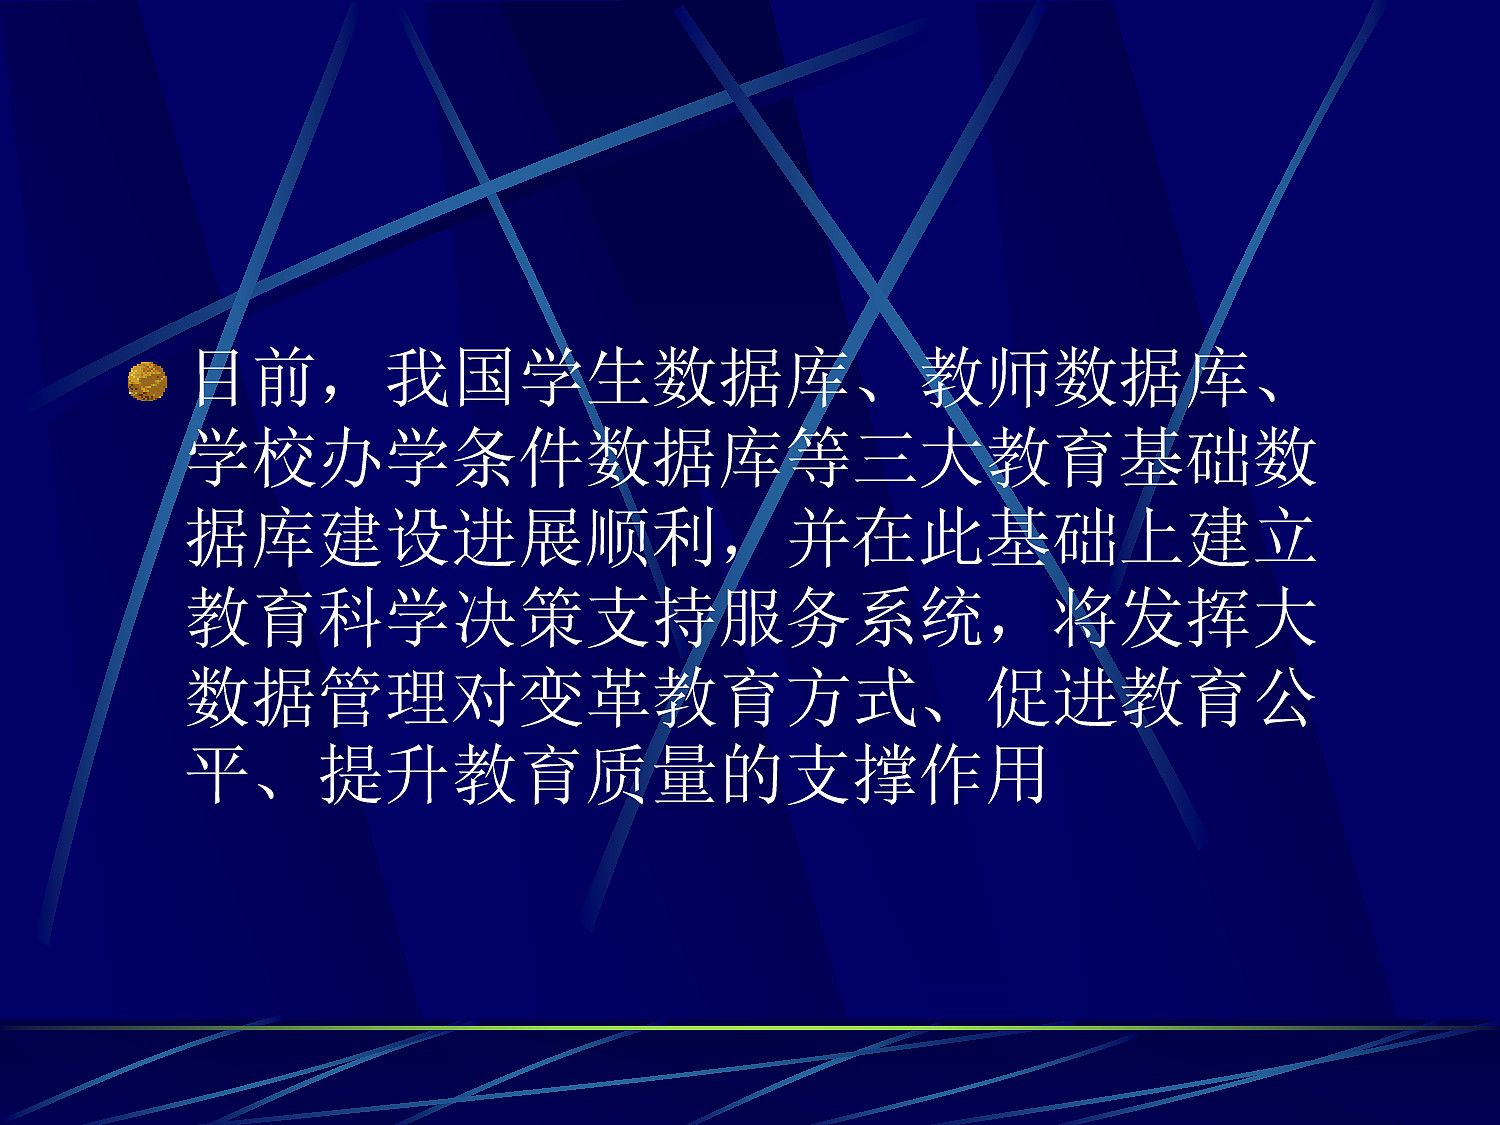 目前，我国学生数据库、教师数据库、
学校办学条件数据库等三大教育基础数
据库建设进展顺利，并在此基础上建立
教育科学决策支持服务系统，将发挥大
数据管理对变革教育方式、促进教育公
平、提升教育质量的支撑作用